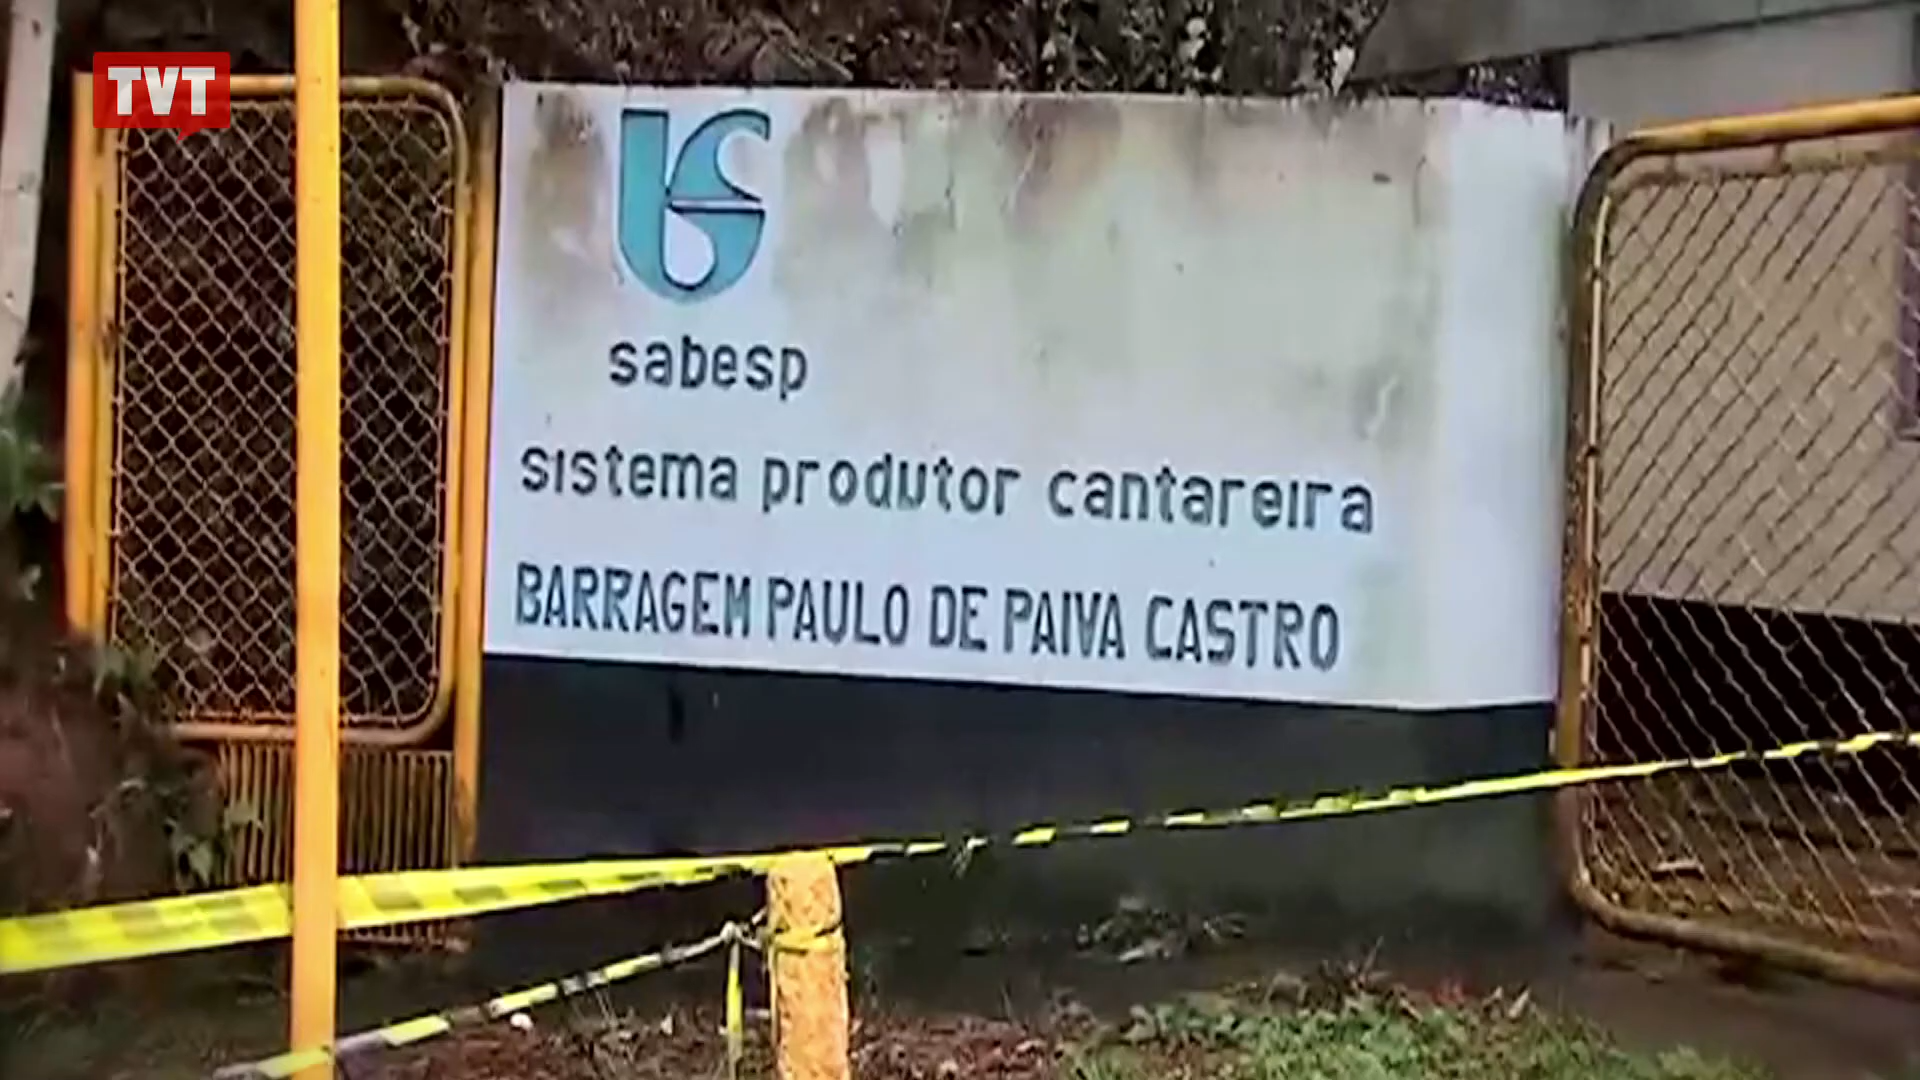 TVT
sabesp
sistema produtor cantareira
BARRAGEM PAULO DE PAIVA CASTRO